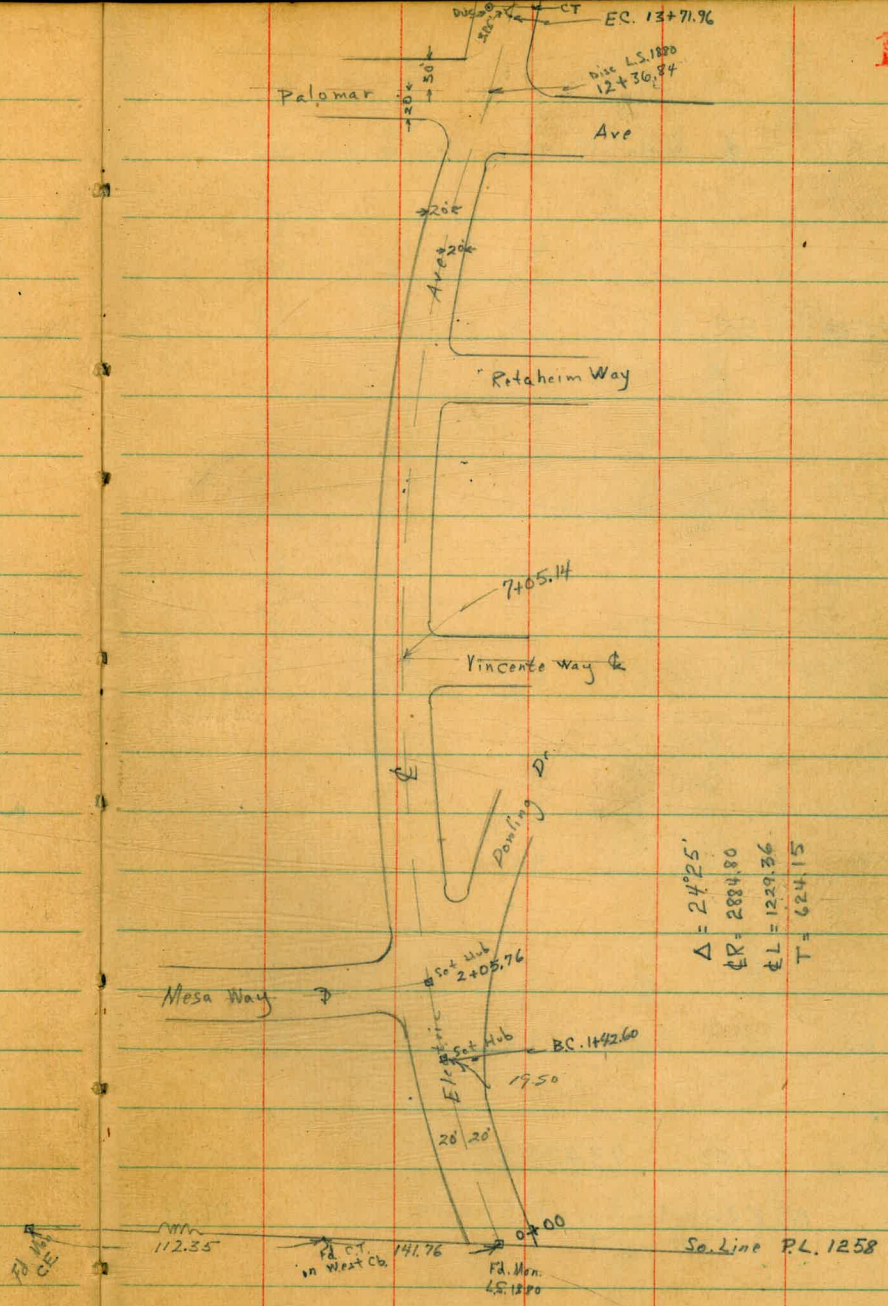 CT
EC. 13+71.96
Disc L.S. 1880
12+36.84
Palomar
20'
30'
Ave
20'
20'
Ave
Retaheim Way
7+05.14
Vincente Way ℄
℄
Dowling Dr
Δ = 24°25'
℄R = 2884.80
℄L = 1229.36
T = 624.15
Set Hub
2+05.76
Mesa Way
Set Hub
B.C. 1+42.60
Electric
19.50
20' 20'
0+00
112.35
Fd. C.T.
in West Cb.
141.76
Fd. Mon.
L.S. 1880
So. Line P.L. 1258